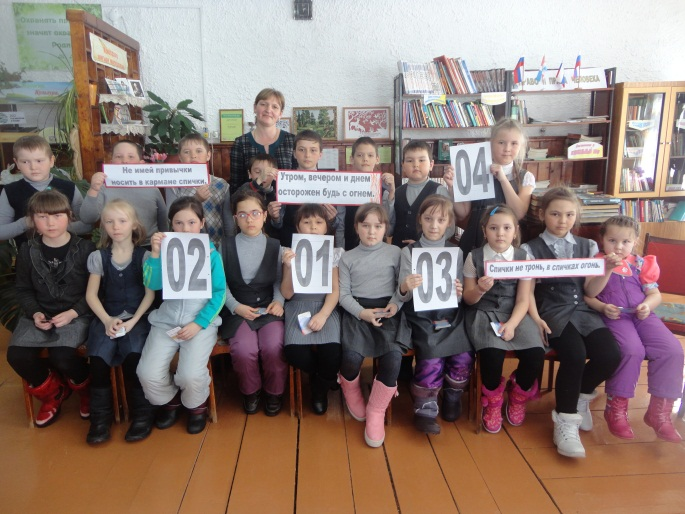 Не имей привычки
носить в кармане спички.
Утром, вечером и днем
осторожен будь с огнем.
04
02
01
03
Спички не тронь, в спичках огонь.